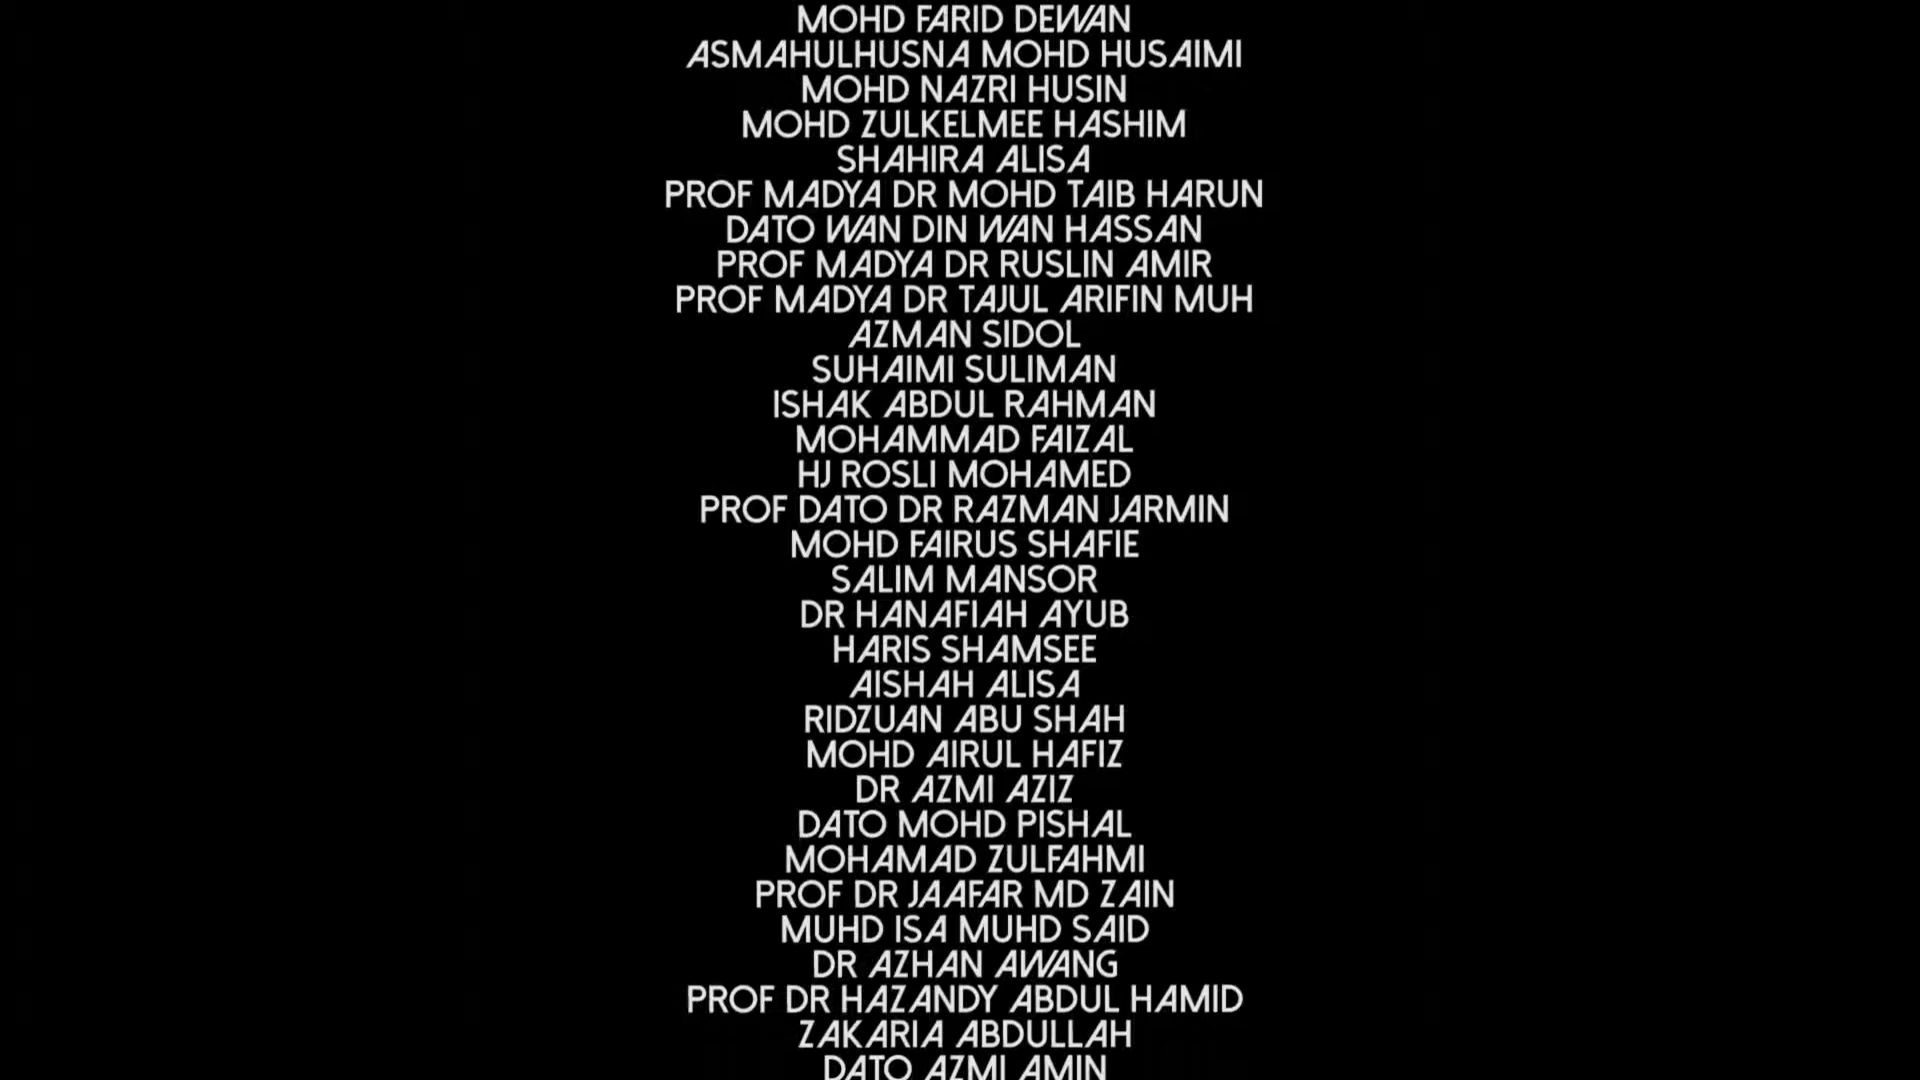 MOHD FARID DEWAN
ASMAHULHUSNA MOHD HUSAIMI
MOHD NAZRI HUSIN
MOHD ZULKELMEE HASHIM
SHAHIRA ALISA
PROF MADYA DR MOHD TAIB HARUN
DATO WAN DIN WAN HASSAN
PROF MADYA DR RUSLIN AMIR
PROF MADYA DR TAJUL ARIFIN MUH
AZMAN SIDOL
SUHAIMI SULIMAN
ISHAK ABDUL RAHMAN
MOHAMMAD FAIZAL
HJ ROSLI MOHAMED
PROF DATO DR RAZMAN JARMIN
MOHD FAIRUS SHAFIE
SALIM MANSOR
DR HANAFIAH AYUB
HARIS SHAMSEE
AISHAH ALISA
RIDZUAN ABU SHAH
MOHD AIRUL HAFIZ
DR AZMI AZIZ
DATO MOHD PISHAL
MOHAMAD ZULFAHMI
PROF DR JAAFAR MD ZAIN
MUHD ISA MUHD SAID
DR AZHAN AWANG
PROF DR HAZANDY ABDUL HAMID
ZAKARIA ABDULLAH
DATO AZMI AMIN